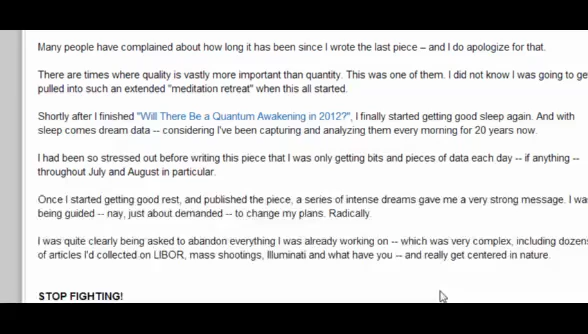 Many people have complained about how long it has been since I wrote the last piece – and I do apologize for that.
There are times where quality is vastly more important than quantity. This was one of them. I did not know I was going to ge
pulled into such an extended "meditation retreat" when this all started.
Shortly after I finished "Will There Be a Quantum Awakening in 2012?", I finally started getting good sleep again. And with
sleep comes dream data -- considering I've been capturing and analyzing them every morning for 20 years now.
I had been so stressed out before writing this piece that I was only getting bits and pieces of data each day -- if anything --
throughout July and August in particular.
Once I started getting good rest, and published the piece, a series of intense dreams gave me a very strong message. I wa
being guided -- nay, just about demanded -- to change my plans. Radically.
I was quite clearly being asked to abandon everything I was already working on -- which was very complex, including dozen
of articles I'd collected on LIBOR, mass shootings, Illuminati and what have you -- and really get centered in nature.
STOP FIGHTING!